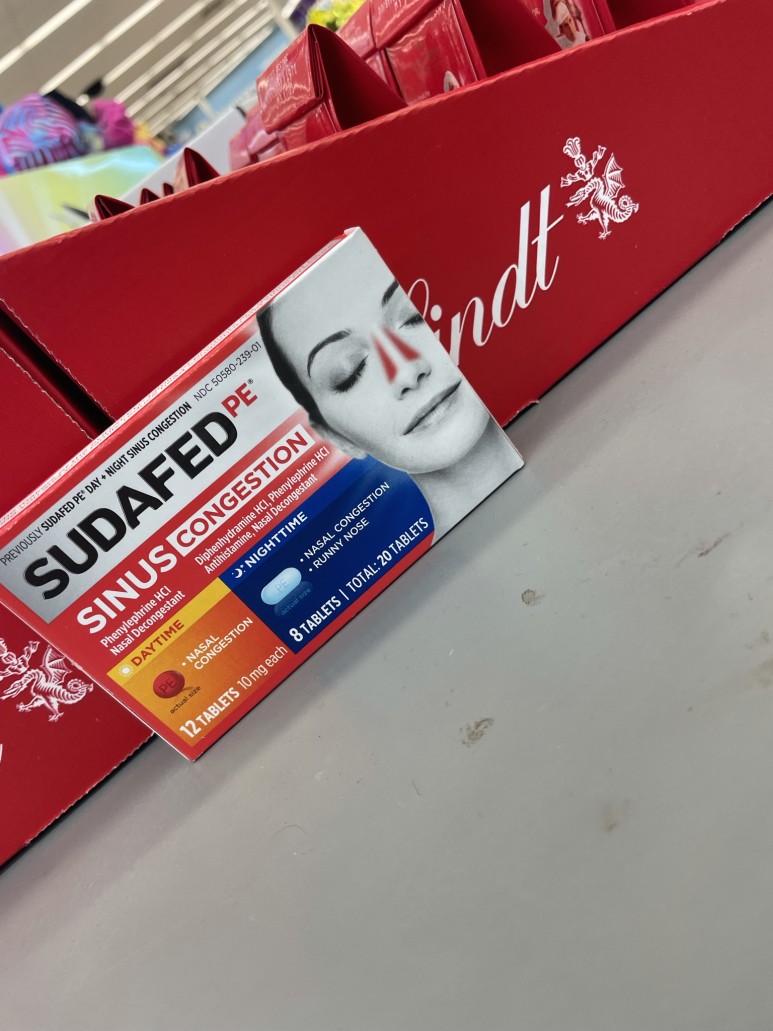 Lindt
PREVIOUSLY SUDAFED PE® DAY + NIGHT SINUS CONGESTION NDC 50580-239-01
SUDAFED PE®
SINUS CONGESTION
Phenylephrine HCl
Nasal Decongestant
Diphenhydramine HCl, Phenylephrine HCl
Antihistamine, Nasal Decongestant
DAYTIME
• NASAL
CONGESTION
PE
actual size
12 TABLETS 10 mg each
NIGHTTIME
• NASAL CONGESTION
• RUNNY NOSE
PE
actual size
8 TABLETS | TOTAL: 20 TABLETS